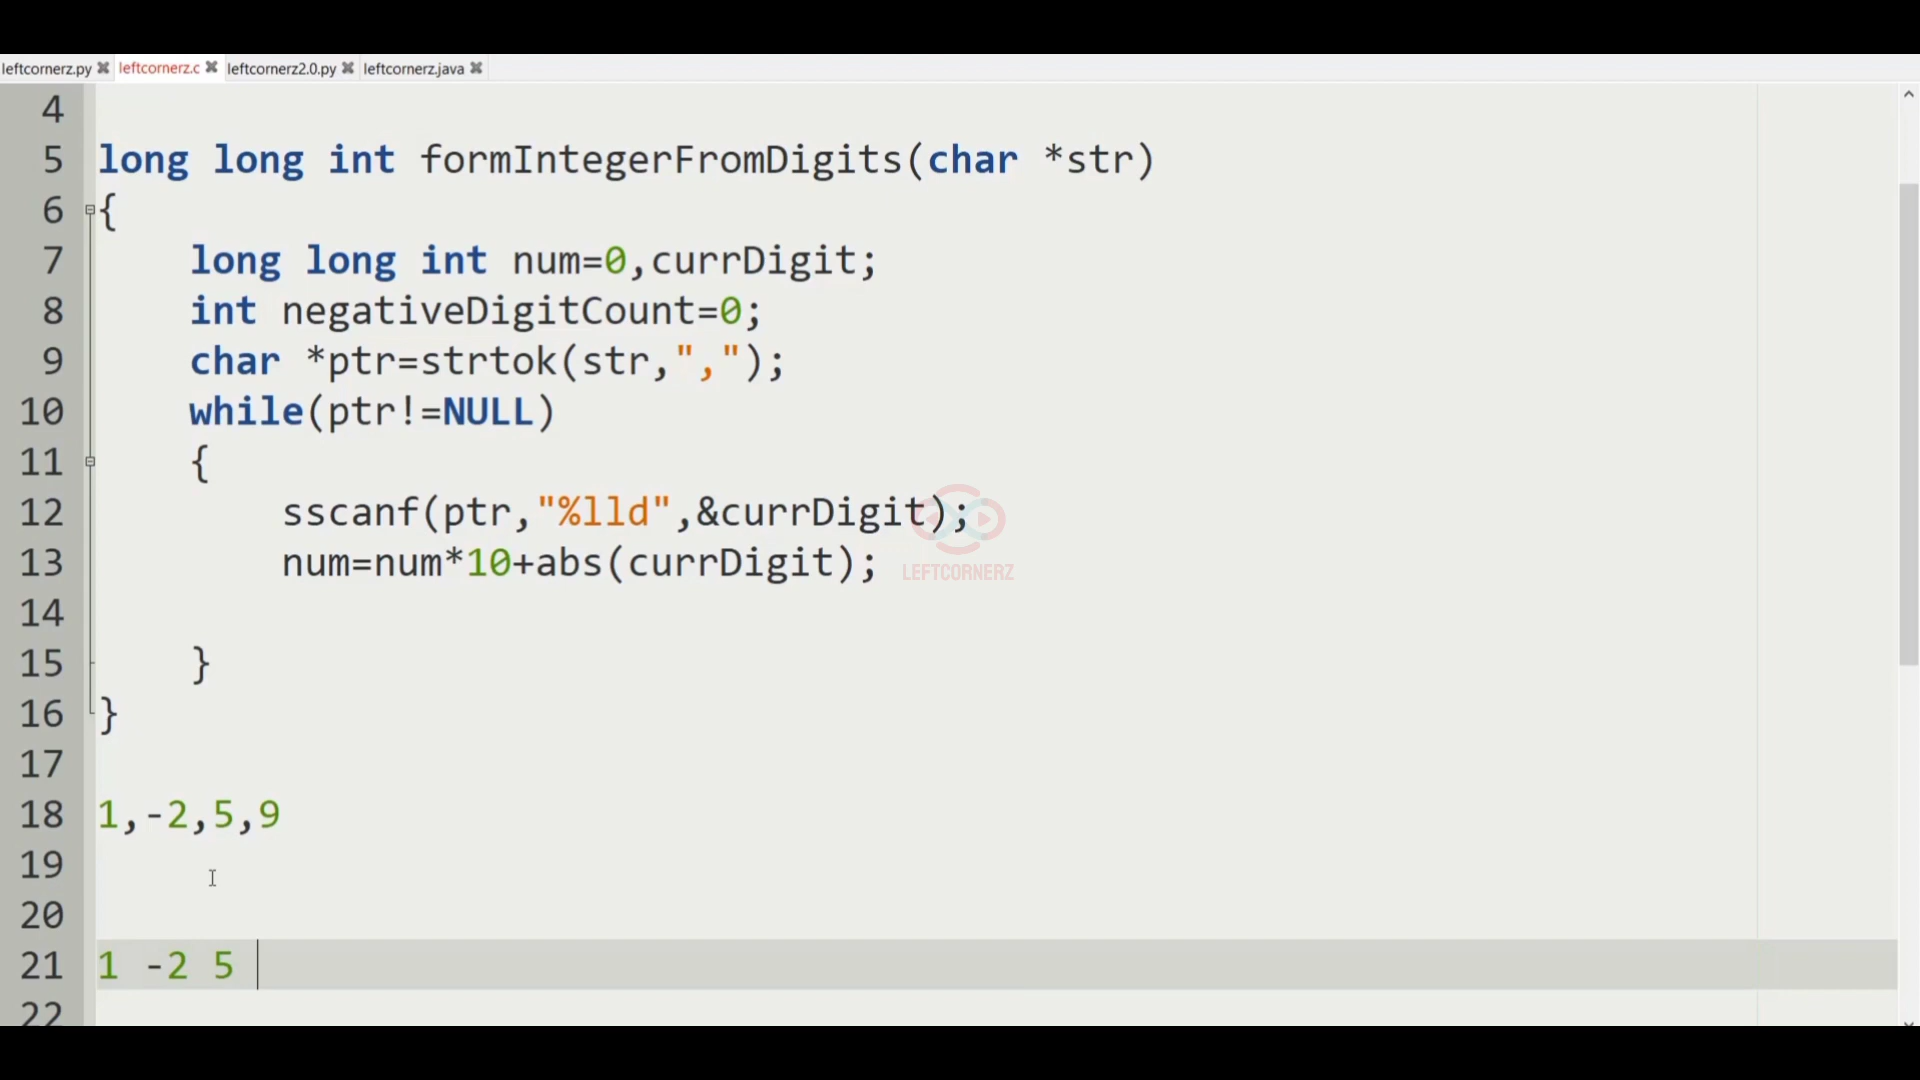 leftcornerz.py leftcornerz.c leftcornerz2.0.py leftcornerz.java
4
5 long long int formIntegerFromDigits(char *str)
6 {
7 long long int num=0,currDigit;
8 int negativeDigitCount=0;
9 char *ptr=strtok(str,",");
10 while(ptr!=NULL)
11 {
12 sscanf(ptr,"%lld",&currDigit);
13 num=num*10+abs(currDigit);
LEFTCORNERZ
14
15 }
16 }
17
18 1,-2,5,9
19
20
21 1 -2 5
22